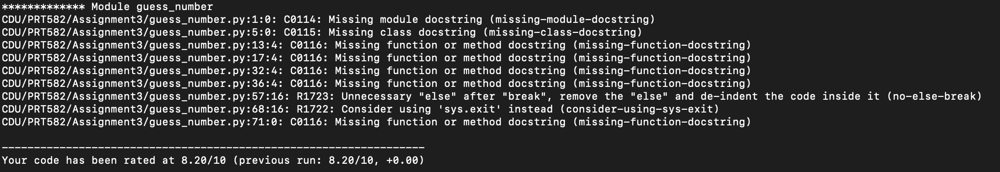 ************* Module guess_number
CDU/PRT582/Assignment3/guess_number.py:1:0: C0114: Missing module docstring (missing-module-docstring)
CDU/PRT582/Assignment3/guess_number.py:5:0: C0115: Missing class docstring (missing-class-docstring)
CDU/PRT582/Assignment3/guess_number.py:13:4: C0116: Missing function or method docstring (missing-function-docstring)
CDU/PRT582/Assignment3/guess_number.py:17:4: C0116: Missing function or method docstring (missing-function-docstring)
CDU/PRT582/Assignment3/guess_number.py:32:4: C0116: Missing function or method docstring (missing-function-docstring)
CDU/PRT582/Assignment3/guess_number.py:36:4: C0116: Missing function or method docstring (missing-function-docstring)
CDU/PRT582/Assignment3/guess_number.py:57:16: R1723: Unnecessary "else" after "break", remove the "else" and de-indent the code inside it (no-else-break)
CDU/PRT582/Assignment3/guess_number.py:68:16: R1722: Consider using 'sys.exit' instead (consider-using-sys-exit)
CDU/PRT582/Assignment3/guess_number.py:71:0: C0116: Missing function or method docstring (missing-function-docstring)
------------------------------------------------------------------
Your code has been rated at 8.20/10 (previous run: 8.20/10, +0.00)